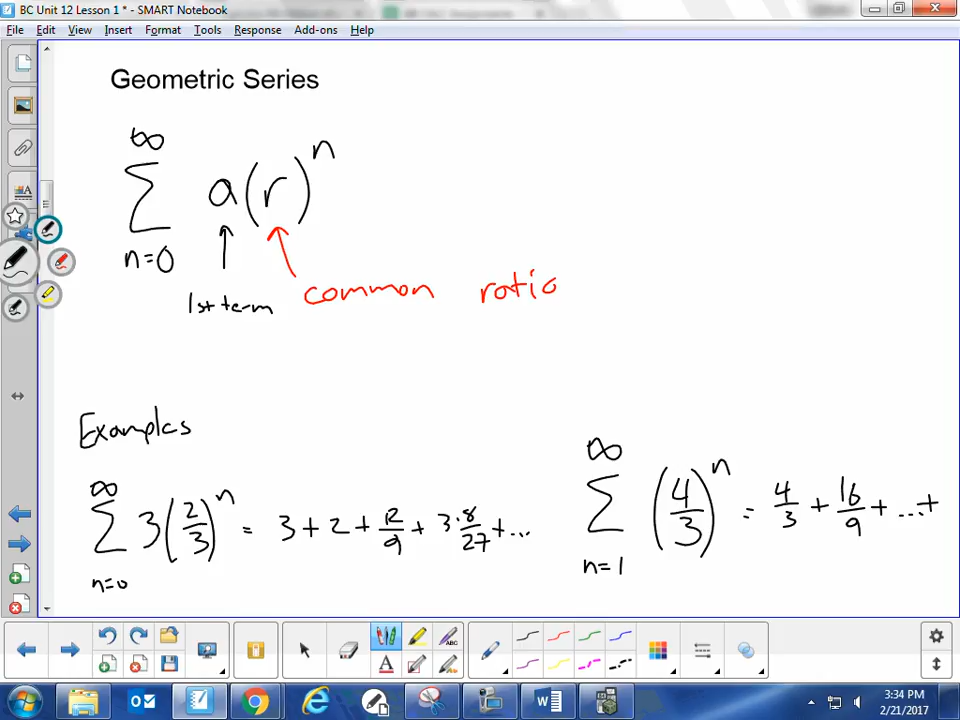 BC Unit 12 Lesson 1 * - SMART Notebook
File Edit View Insert Format Tools Response Add-ons Help
Geometric Series
∞
∑ a(r)^n
n=0
1st term
common ratio
Examples
∞
∑ 3(2/3)^n = 3 + 2 + 12/9 + 3·8/27 + ...
n=0
∞
∑ (4/3)^n = 4/3 + 16/9 + ...+
n=1
3:34 PM
2/21/2017